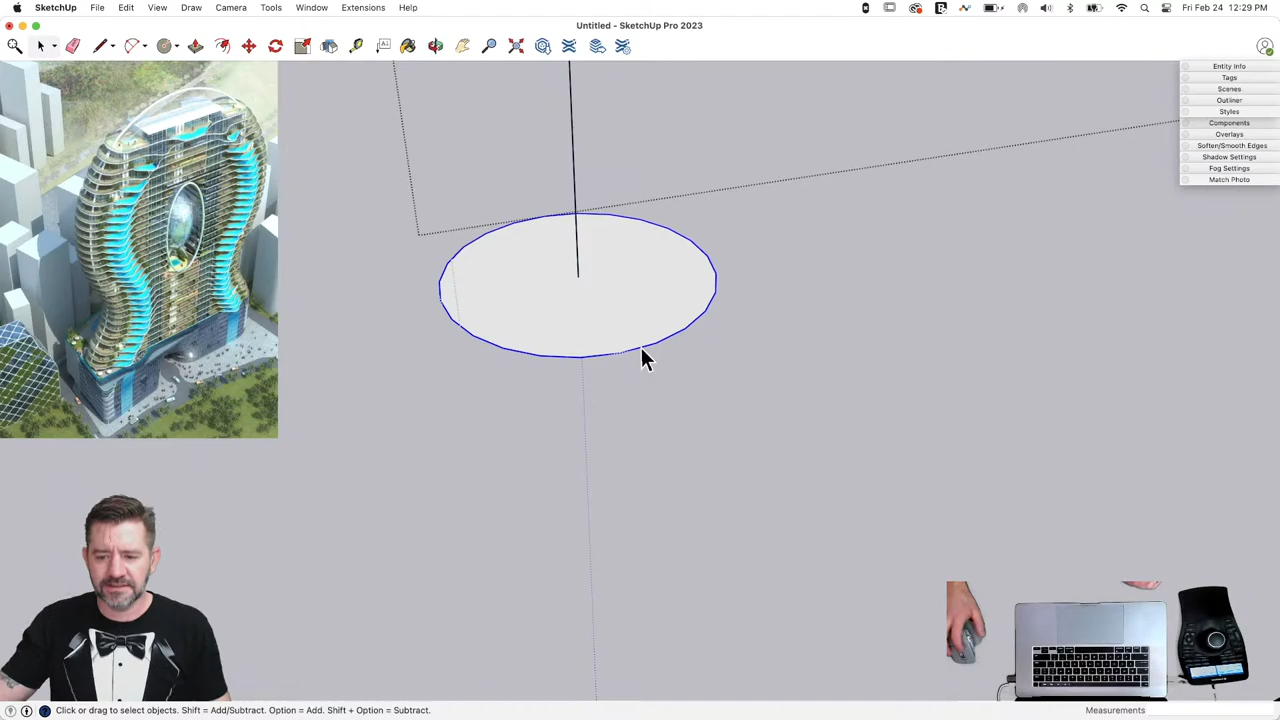 SketchUp File Edit View Draw Camera Tools Window Extensions Help Fri Feb 24 12:29 PM
Untitled - SketchUp Pro 2023
Entity Info
Tags
Scenes
Outliner
Styles
Components
Overlays
Soften/Smooth Edges
Shadow Settings
Fog Settings
Match Photo
Click or drag to select objects. Shift = Add/Subtract. Option = Add. Shift + Option = Subtract. Measurements